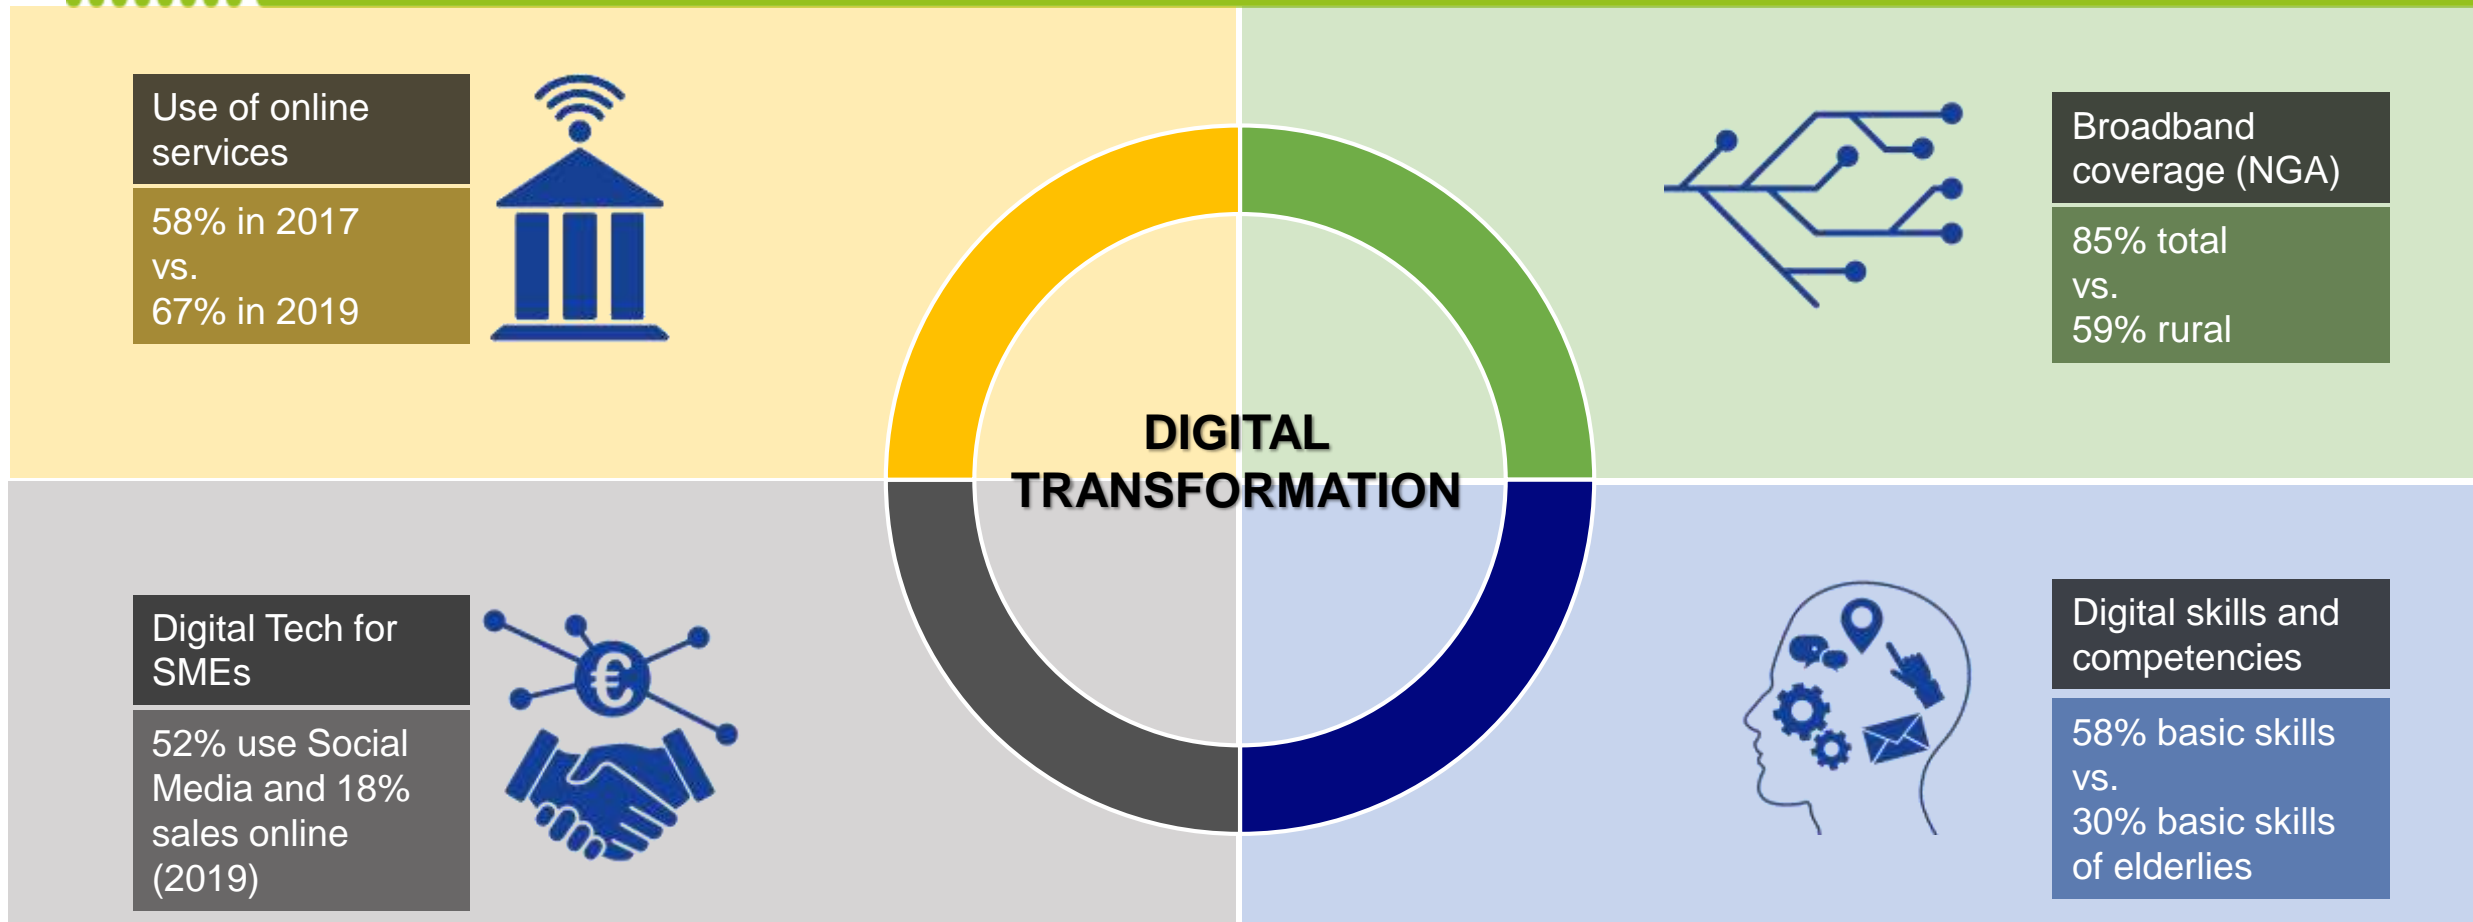 Use of online
services
58% in 2017
vs.
67% in 2019
Broadband
coverage (NGA)
85% total
vs.
59% rural
DIGITAL
TRANSFORMATION
Digital Tech for
SMEs
52% use Social
Media and 18%
sales online
(2019)
€
Digital skills and
competencies
58% basic skills
vs.
30% basic skills
of elderlies